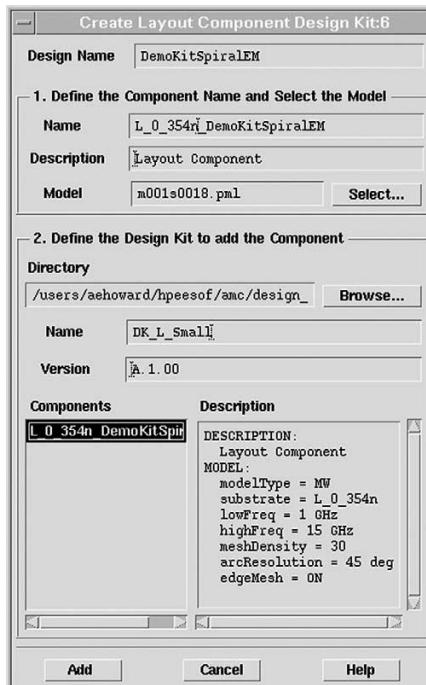 Create Layout Component Design Kit:6
Design Name DemoKitSpiralEM
1. Define the Component Name and Select the Model
Name L_0_354n_DemoKitSpiralEM
Description Layout Component
Model m001s0018.pml Select...
2. Define the Design Kit to add the Component
Directory
/users/aehoward/hpeesof/amc/design_ Browse...
Name DK_L_Small
Version A.1.00
Components Description
L_0_354n_DemoKitSpir
DESCRIPTION:
Layout Component
MODEL:
modelType = MW
substrate = L_0_354n
lowFreq = 1 GHz
highFreq = 15 GHz
meshDensity = 30
arcResolution = 45 deg
edgeMesh = ON
Add Cancel Help